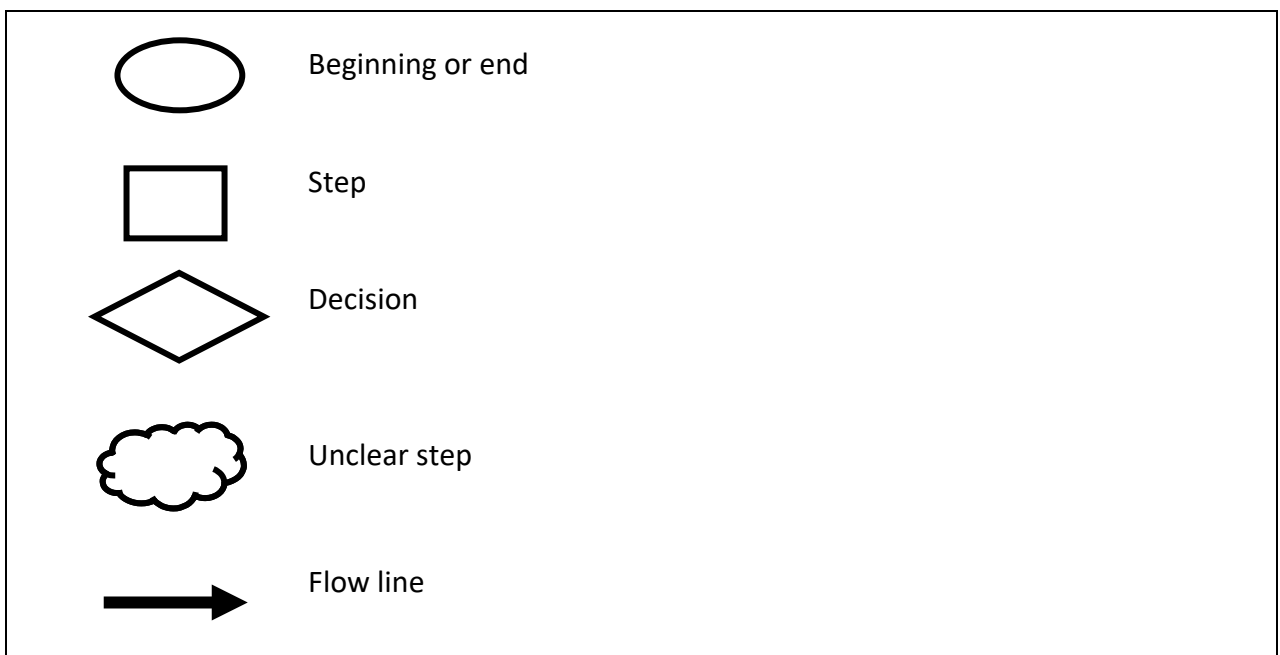 Beginning or end
Step
Decision
Unclear step
Flow line